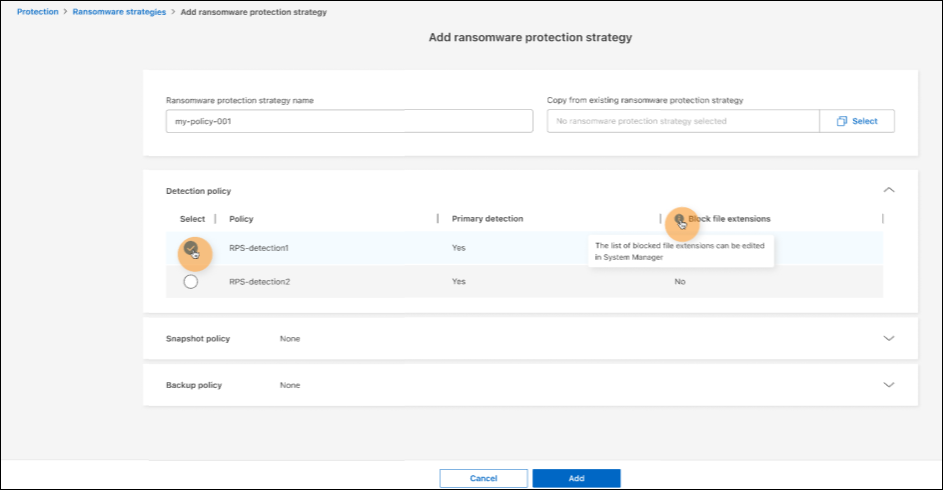 Protection > Ransomware strategies > Add ransomware protection strategy
Add ransomware protection strategy
Ransomware protection strategy name
my-policy-001
Copy from existing ransomware protection strategy
No ransomware protection strategy selected
Select
Detection policy
Select | Policy | Primary detection | Block file extensions |
RPS-detection1 Yes
The list of blocked file extensions can be edited
in System Manager
RPS-detection2 Yes No
Snapshot policy None
Backup policy None
Cancel Add